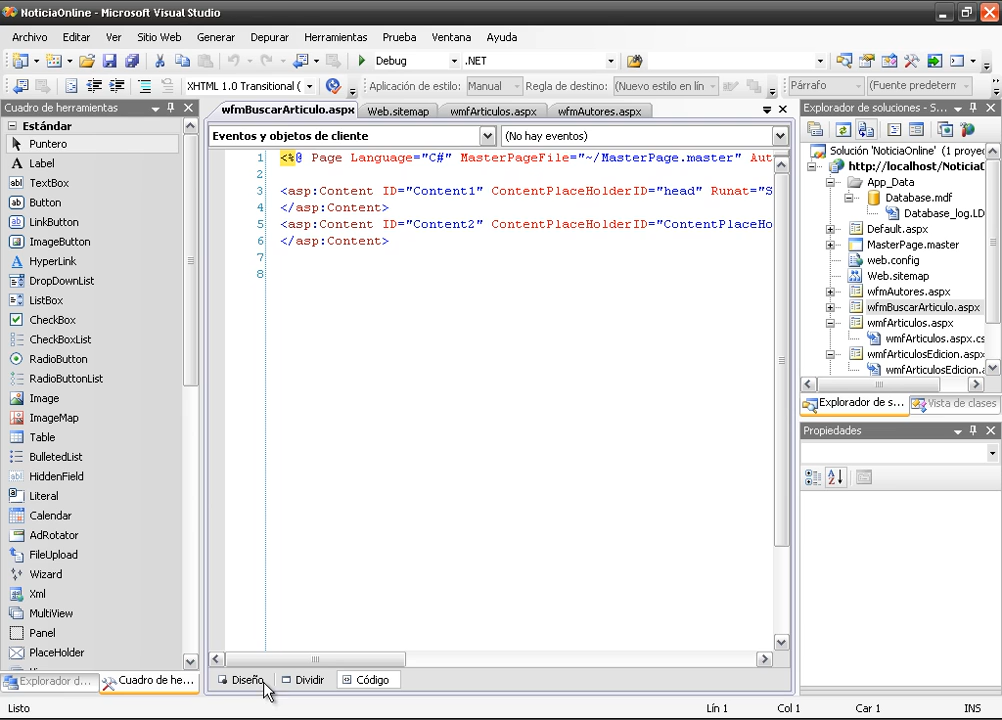 NoticiaOnline - Microsoft Visual Studio
Archivo Editar Ver Sitio Web Generar Depurar Herramientas Prueba Ventana Ayuda
Debug .NET
XHTML 1.0 Transitional ( Aplicación de estilo: Manual Regla de destino: (Nuevo estilo en lín Párrafo (Fuente predeterm
Cuadro de herramientas
Estándar
Puntero
Label
TextBox
Button
LinkButton
ImageButton
HyperLink
DropDownList
ListBox
CheckBox
CheckBoxList
RadioButton
RadioButtonList
Image
ImageMap
Table
BulletedList
HiddenField
Literal
Calendar
AdRotator
FileUpload
Wizard
Xml
MultiView
Panel
PlaceHolder
Explorador d... Cuadro de he...
wfmBuscarArticulo.aspx Web.sitemap wmfArticulos.aspx wfmAutores.aspx
Eventos y objetos de cliente (No hay eventos)
1 <%@ Page Language="C#" MasterPageFile="~/MasterPage.master" Aut
2
3 <asp:Content ID="Content1" ContentPlaceHolderID="head" Runat="S
4 </asp:Content>
5 <asp:Content ID="Content2" ContentPlaceHolderID="ContentPlaceHo
6 </asp:Content>
7
8
Diseño Dividir Código
Explorador de soluciones - S...
Solución 'NoticiaOnline' (1 proyec
http://localhost/NoticiaO
App_Data
Database.mdf
Database_log.LD
Default.aspx
MasterPage.master
web.config
Web.sitemap
wfmAutores.aspx
wfmBuscarArticulo.aspx
wmfArticulos.aspx
wmfArticulos.aspx.cs
wmfArticulosEdicion.aspx
wmfArticulosEdicion.a
Explorador de s... Vista de clases
Propiedades
Listo Lín 1 Col 1 Car 1 INS